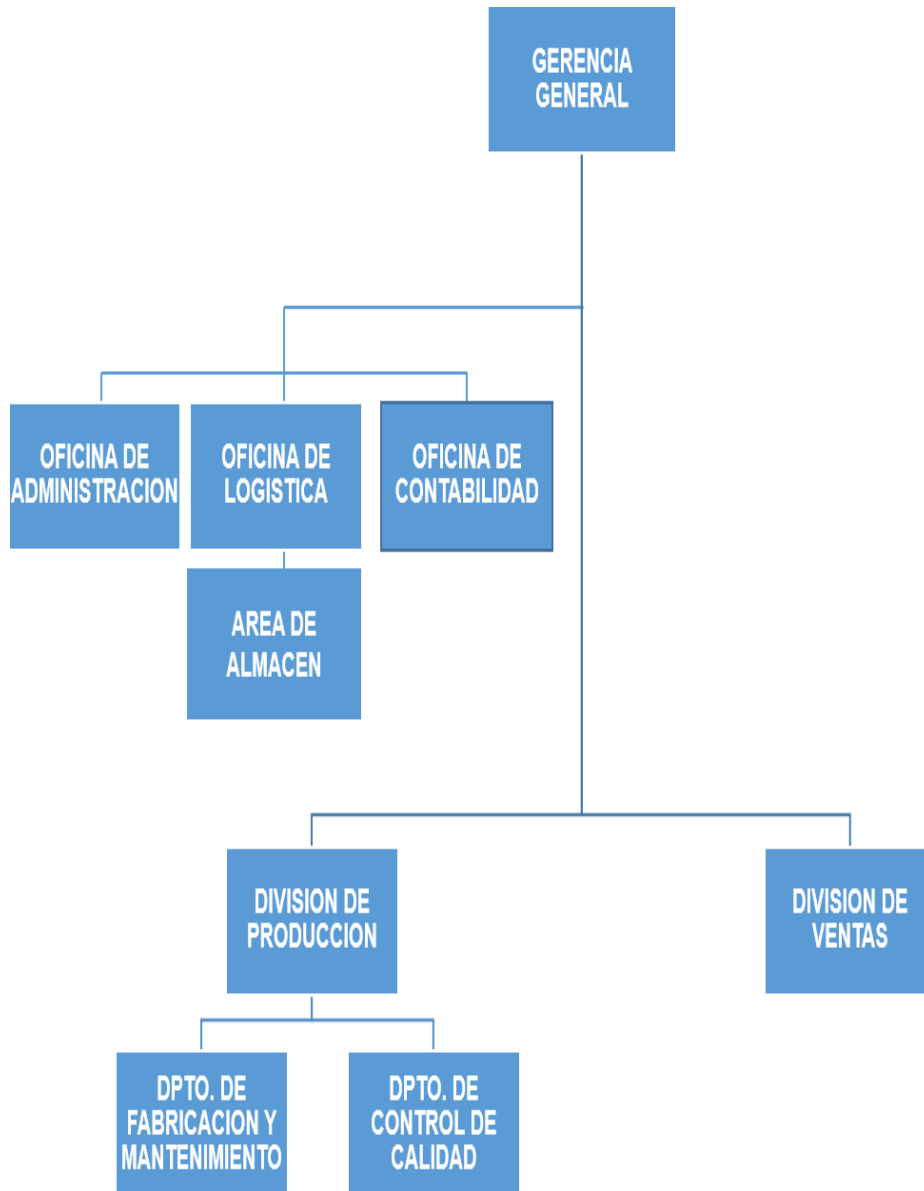 GERENCIA
GENERAL
OFICINA DE
ADMINISTRACION
OFICINA DE
LOGISTICA
OFICINA DE
CONTABILIDAD
AREA DE
ALMACEN
DIVISION DE
PRODUCCION
DIVISION DE
VENTAS
DPTO. DE
FABRICACION Y
MANTENIMIENTO
DPTO. DE
CONTROL DE
CALIDAD